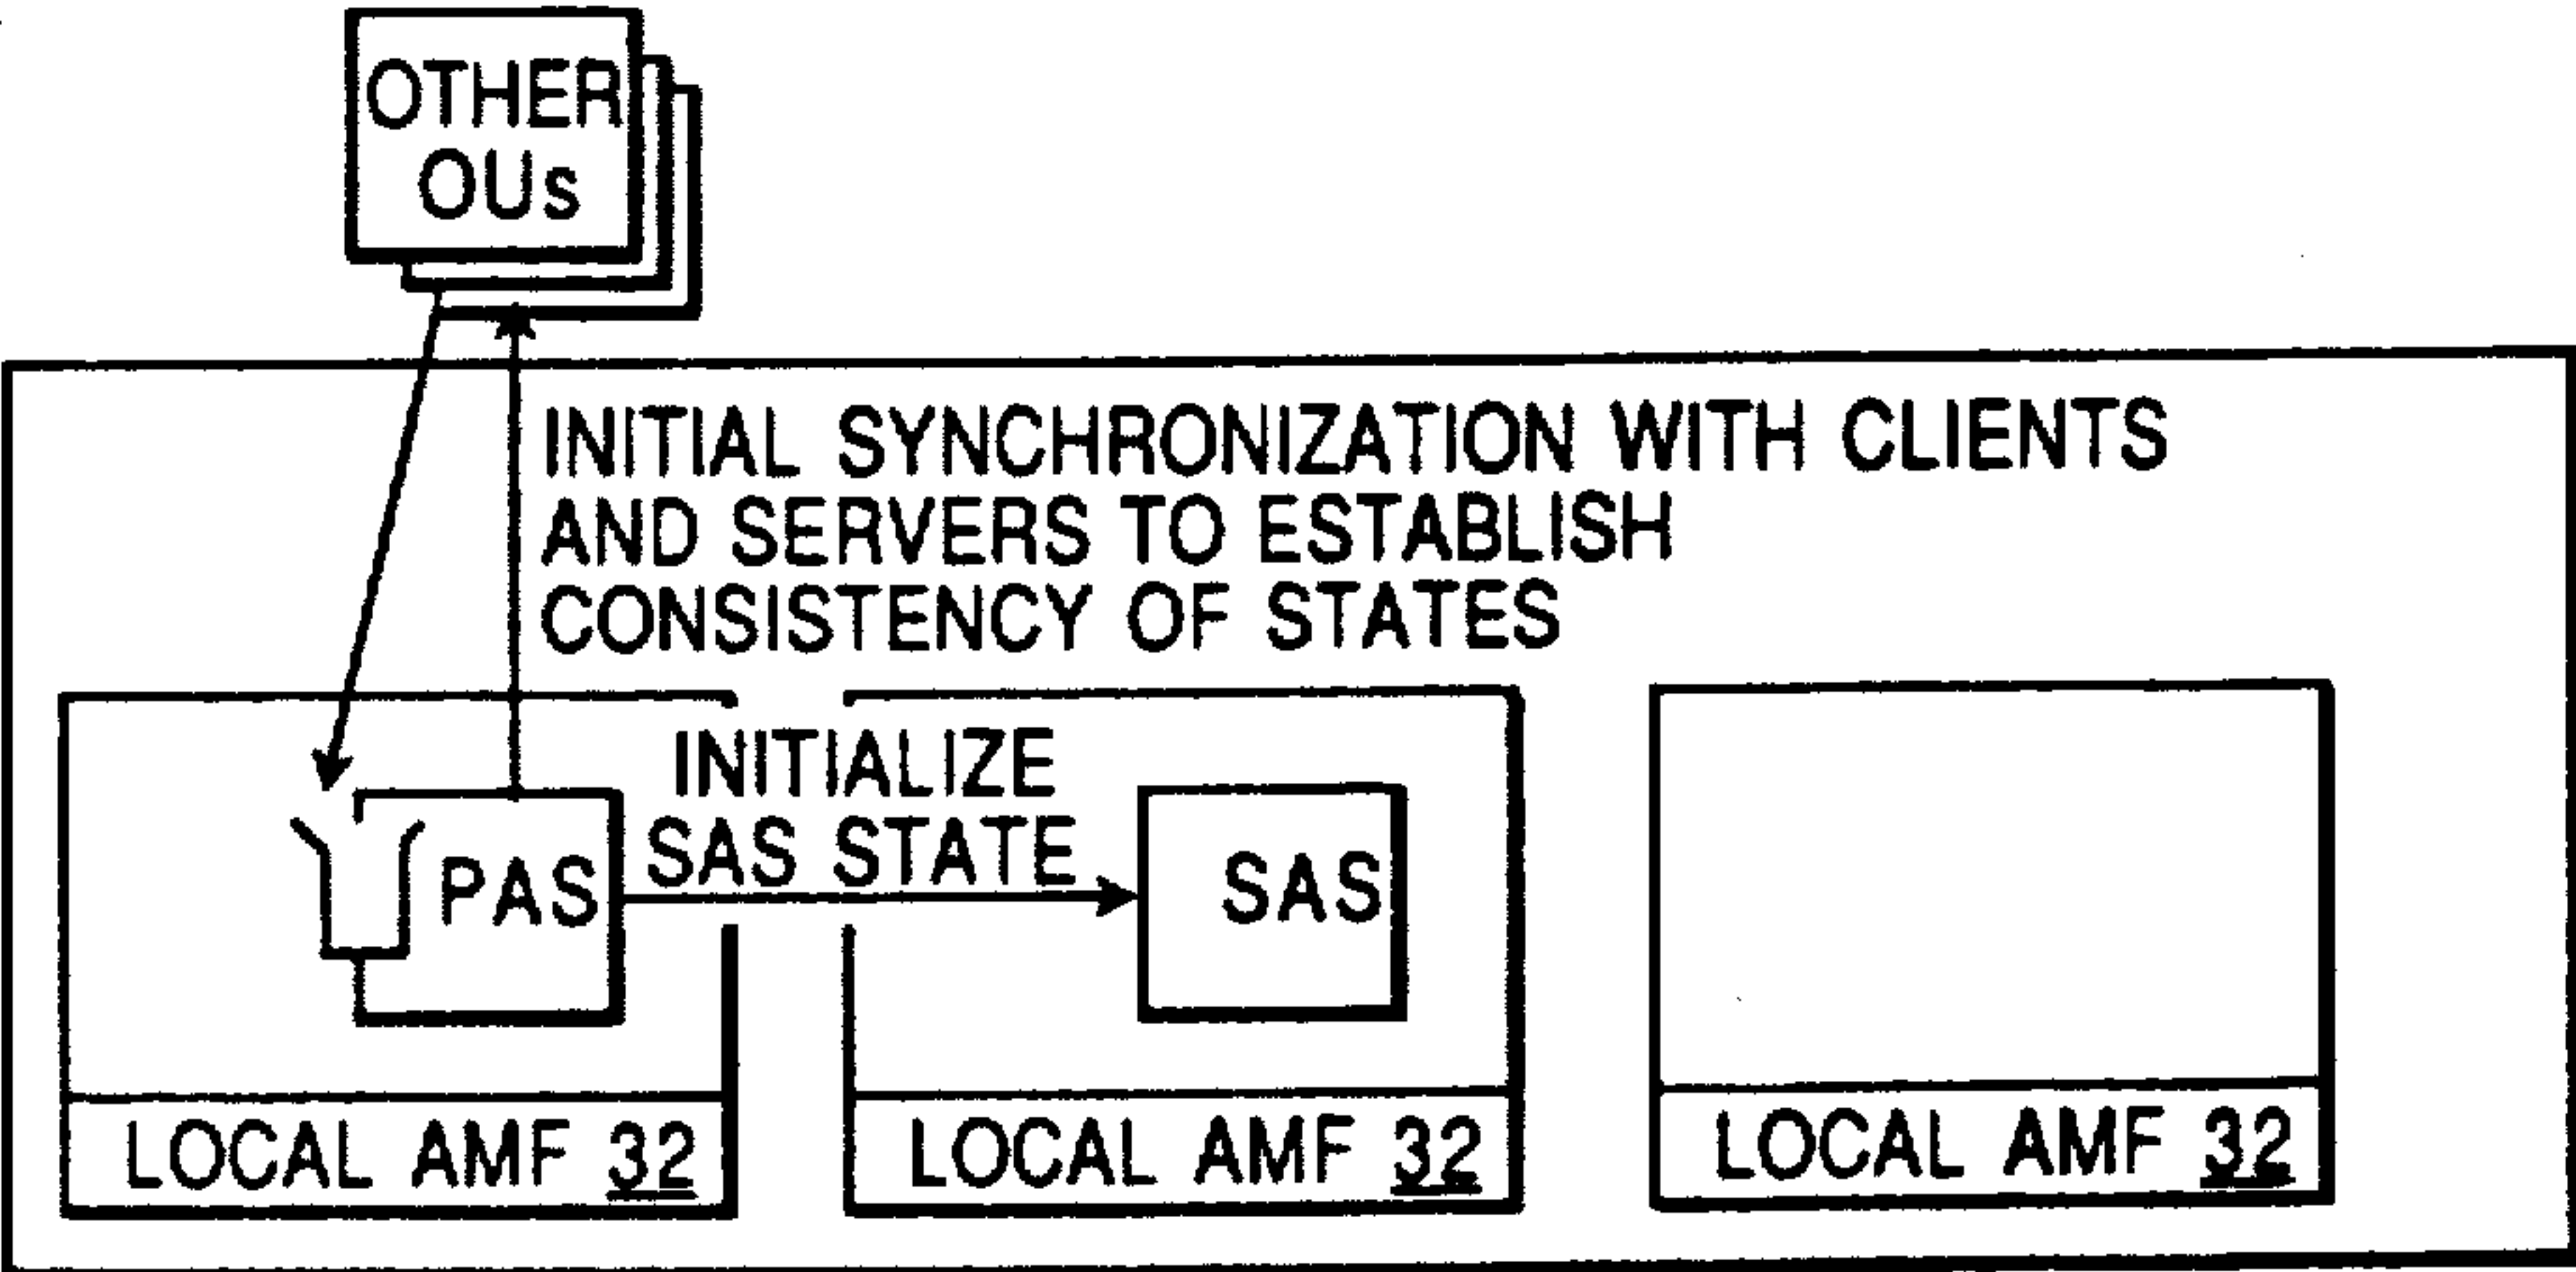 OTHER
OUs
INITIAL SYNCHRONIZATION WITH CLIENTS
AND SERVERS TO ESTABLISH
CONSISTENCY OF STATES
INITIALIZE
SAS STATE
PAS
SAS
LOCAL AMF 32
LOCAL AMF 32
LOCAL AMF 32